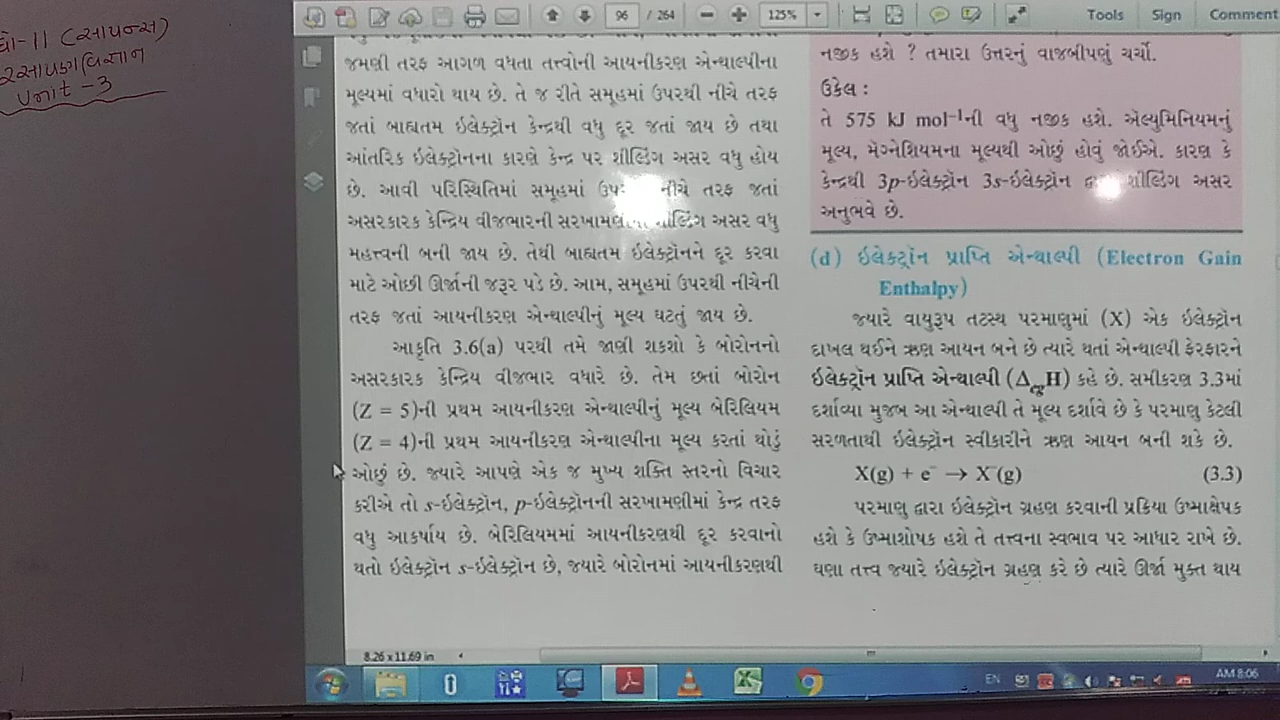 ધો-11 (સાયન્સ)
રસાયણવિજ્ઞાન
Unit - 3
96 / 264
125%
Tools Sign Comment
જમણી તરફ આગળ વધતા તત્ત્વોની આયનીકરણ એન્થાલ્પીના
મૂલ્યમાં વધારો થાય છે. તે જ રીતે સમૂહમાં ઉપરથી નીચે તરફ
જતાં બાહ્યતમ ઇલેક્ટ્રૉન કેન્દ્રથી વધુ દૂર જતાં જાય છે તથા
આંતરિક ઇલેક્ટ્રૉનના કારણે કેન્દ્ર પર શીલ્ડિંગ અસર વધુ હોય
છે. આવી પરિસ્થિતિમાં સમૂહમાં નીચે તરફ જતાં
અસરકારક કેન્દ્રિય વીજભારની સરખામણીમાં શીલ્ડિંગ અસર વધુ
મહત્ત્વની બની જાય છે. તેથી બાહ્યતમ ઇલેક્ટ્રૉનને દૂર કરવા
માટે ઓછી ઊર્જાની જરૂર પડે છે. આમ, સમૂહમાં ઉપરથી નીચેની
તરફ જતાં આયનીકરણ એન્થાલ્પીનું મૂલ્ય ઘટતું જાય છે.
આકૃતિ 3.6(a) પરથી તમે જાણી શકશો કે બોરોનનો
અસરકારક કેન્દ્રિય વીજભાર વધારે છે. તેમ છતાં બોરોન
(Z = 5)ની પ્રથમ આયનીકરણ એન્થાલ્પીનું મૂલ્ય બેરિલિયમ
(Z = 4)ની પ્રથમ આયનીકરણ એન્થાલ્પીના મૂલ્ય કરતાં થોડું
ઓછું છે. જ્યારે આપણે એક જ મુખ્ય શક્તિ સ્તરનો વિચાર
કરીએ તો s-ઇલેક્ટ્રૉન, p-ઇલેક્ટ્રૉનની સરખામણીમાં કેન્દ્ર તરફ
વધુ આકર્ષાય છે. બેરિલિયમમાં આયનીકરણથી દૂર કરવાનો
થતો ઇલેક્ટ્રૉન s-ઇલેક્ટ્રૉન છે, જ્યારે બોરોનમાં આયનીકરણથી
નજીક હશે ? તમારા ઉત્તરનું વાજબીપણું ચર્ચો.
ઉકેલ :
તે 575 kJ mol⁻¹ની વધુ નજીક હશે. ઍલ્યુમિનિયમનું
મૂલ્ય, મૅગ્નેશિયમના મૂલ્યથી ઓછું હોવું જોઈએ. કારણ કે
કેન્દ્રથી 3p-ઇલેક્ટ્રૉન 3s-ઇલેક્ટ્રૉન દ્વારા શીલ્ડિંગ અસર
અનુભવે છે.
(d) ઇલેક્ટ્રૉન પ્રાપ્તિ એન્થાલ્પી (Electron Gain
Enthalpy)
જ્યારે વાયુરૂપ તટસ્થ પરમાણુમાં (X) એક ઇલેક્ટ્રૉન
દાખલ થઈને ઋણ આયન બને છે ત્યારે થતાં એન્થાલ્પી ફેરફારને
ઇલેક્ટ્રૉન પ્રાપ્તિ એન્થાલ્પી (ΔegH) કહે છે. સમીકરણ 3.3માં
દર્શાવ્યા મુજબ આ એન્થાલ્પી તે મૂલ્ય દર્શાવે છે કે પરમાણુ કેટલી
સરળતાથી ઇલેક્ટ્રૉન સ્વીકારીને ઋણ આયન બની શકે છે.
X(g) + e⁻ → X⁻(g) (3.3)
પરમાણુ દ્વારા ઇલેક્ટ્રૉન ગ્રહણ કરવાની પ્રક્રિયા ઉષ્માક્ષેપક
હશે કે ઉષ્માશોષક હશે તે તત્ત્વના સ્વભાવ પર આધાર રાખે છે.
ઘણા તત્ત્વ જ્યારે ઇલેક્ટ્રૉન ગ્રહણ કરે છે ત્યારે ઊર્જા મુક્ત થાય
8.26 x 11.69 in
EN
AM 8:06